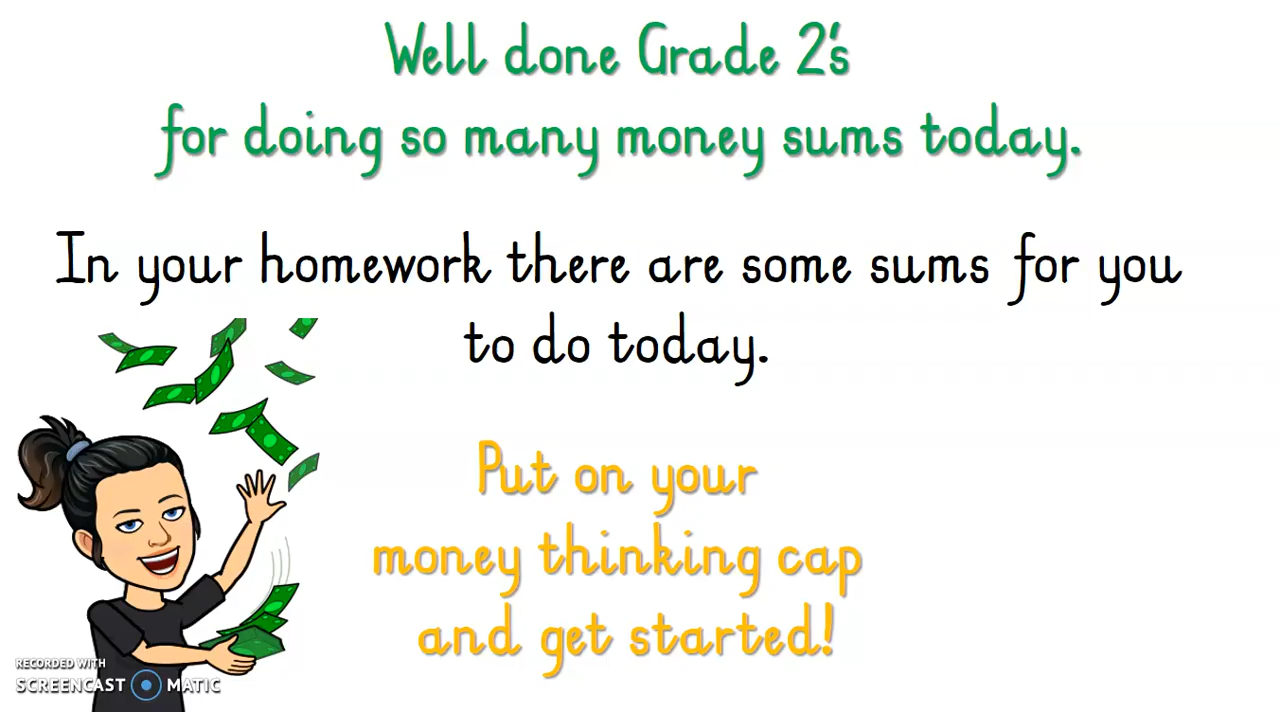 Well done Grade 2's
for doing so many money sums today.
In your homework there are some sums for you
to do today.
Put on your
money thinking cap
and get started!
RECORDED WITH
SCREENCAST MATIC